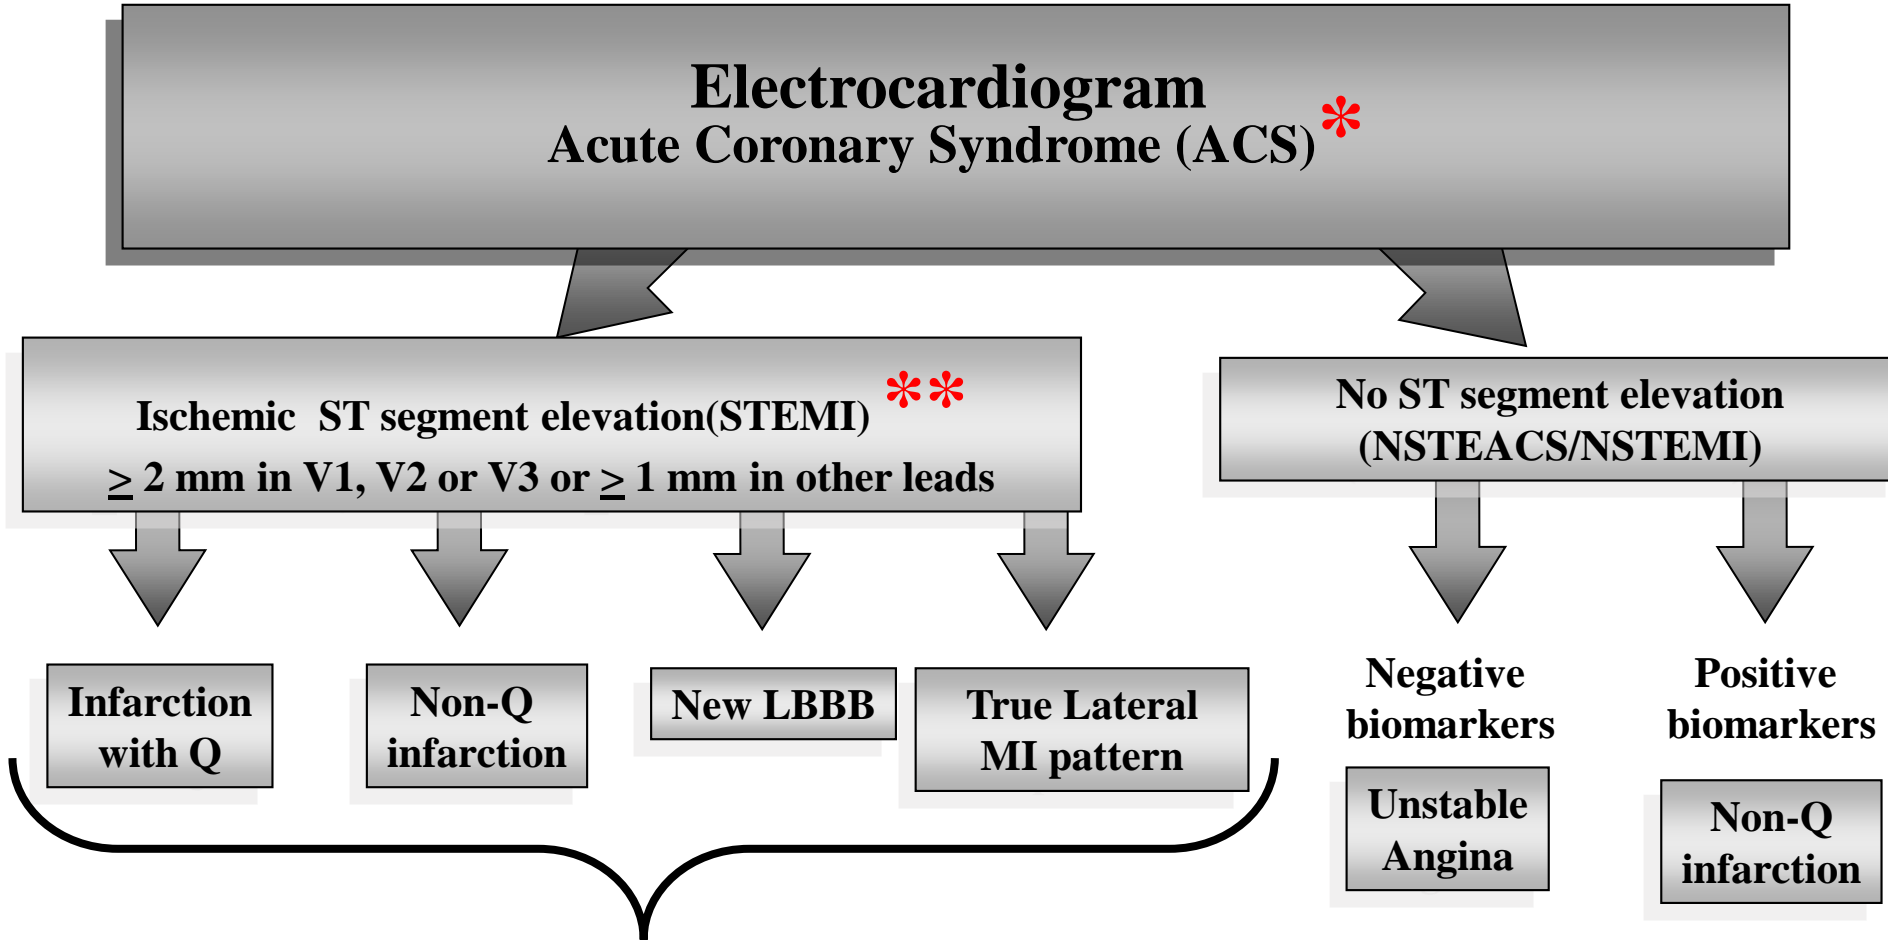 Electrocardiogram
Acute Coronary Syndrome (ACS)*
Ischemic ST segment elevation(STEMI) **
≥ 2 mm in V1, V2 or V3 or ≥ 1 mm in other leads
No ST segment elevation
(NSTEACS/NSTEMI)
Infarction
with Q
Non-Q
infarction
New LBBB
True Lateral
MI pattern
Negative
biomarkers
Unstable
Angina
Positive
biomarkers
Non-Q
infarction